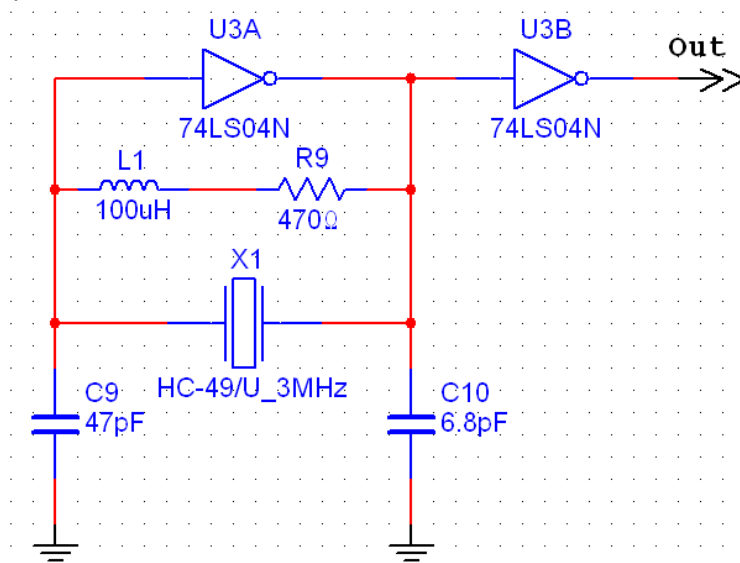 U3A
U3B
Out
74LS04N
74LS04N
L1
R9
100uH
470Ω
X1
HC-49/U_3MHz
C9
47pF
C10
6.8pF